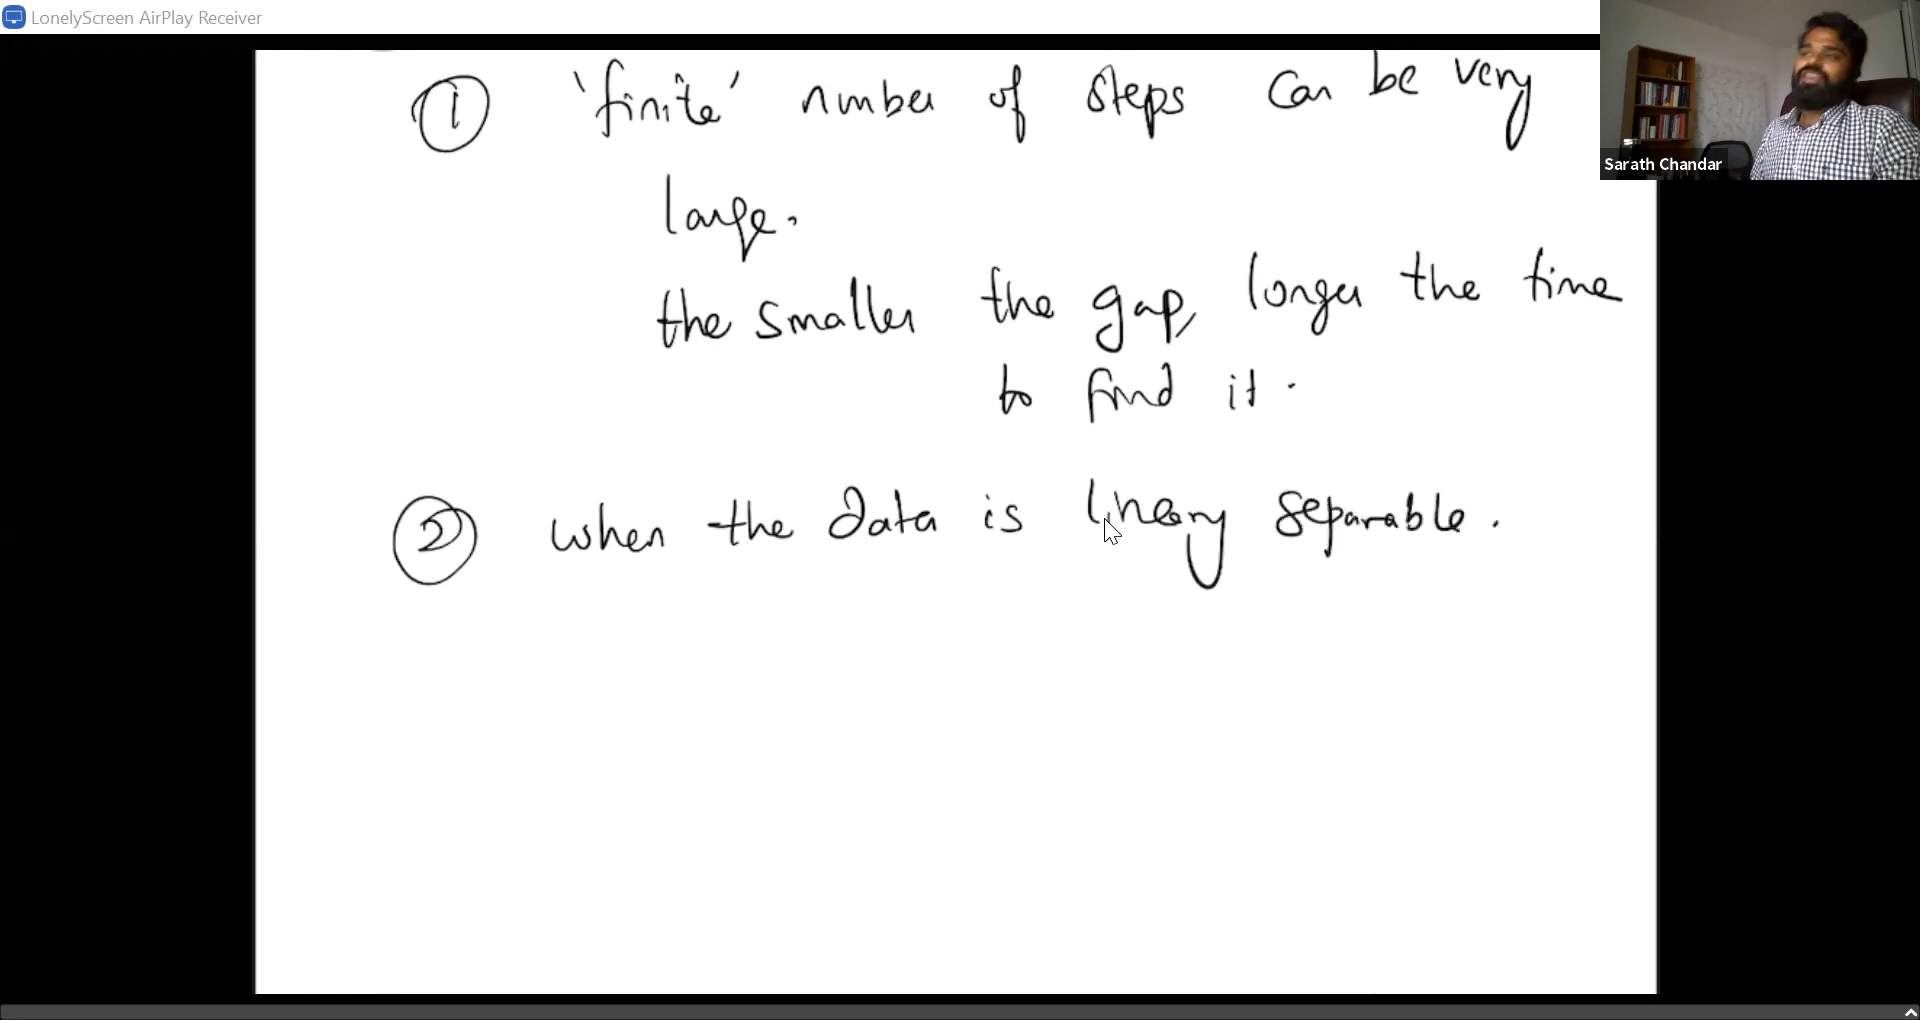 LonelyScreen AirPlay Receiver
① 'finite' number of steps can be very
large.
the smaller the gap, longer the time
to find it.
② when the data is lineary separable.
Sarath Chandar